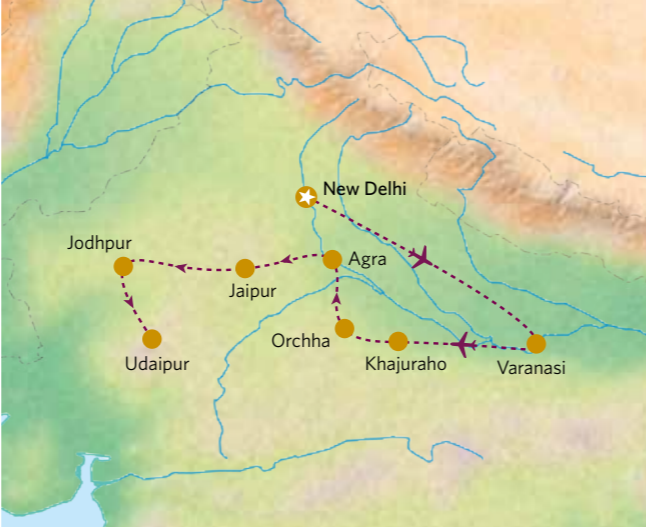 New Delhi
Jodhpur
Agra
Jaipur
Orchha
Udaipur
Khajuraho
Varanasi